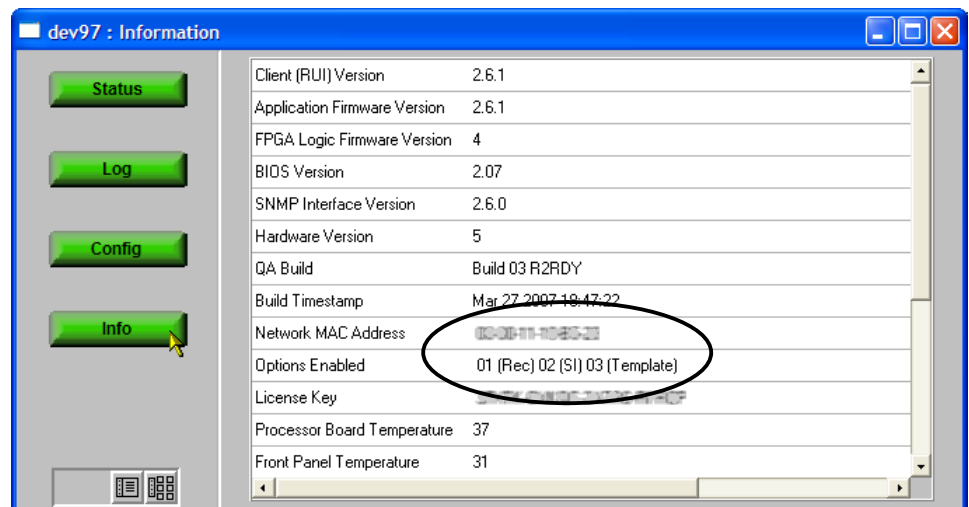 dev97 : Information
Status
Log
Config
Info
Client (RUI) Version 2.6.1
Application Firmware Version 2.6.1
FPGA Logic Firmware Version 4
BIOS Version 2.07
SNMP Interface Version 2.6.0
Hardware Version 5
QA Build Build 03 R2RDY
Build Timestamp Mar 27 2007 18:47:22
Network MAC Address
Options Enabled 01 (Rec) 02 (SI) 03 (Template)
License Key
Processor Board Temperature 37
Front Panel Temperature 31